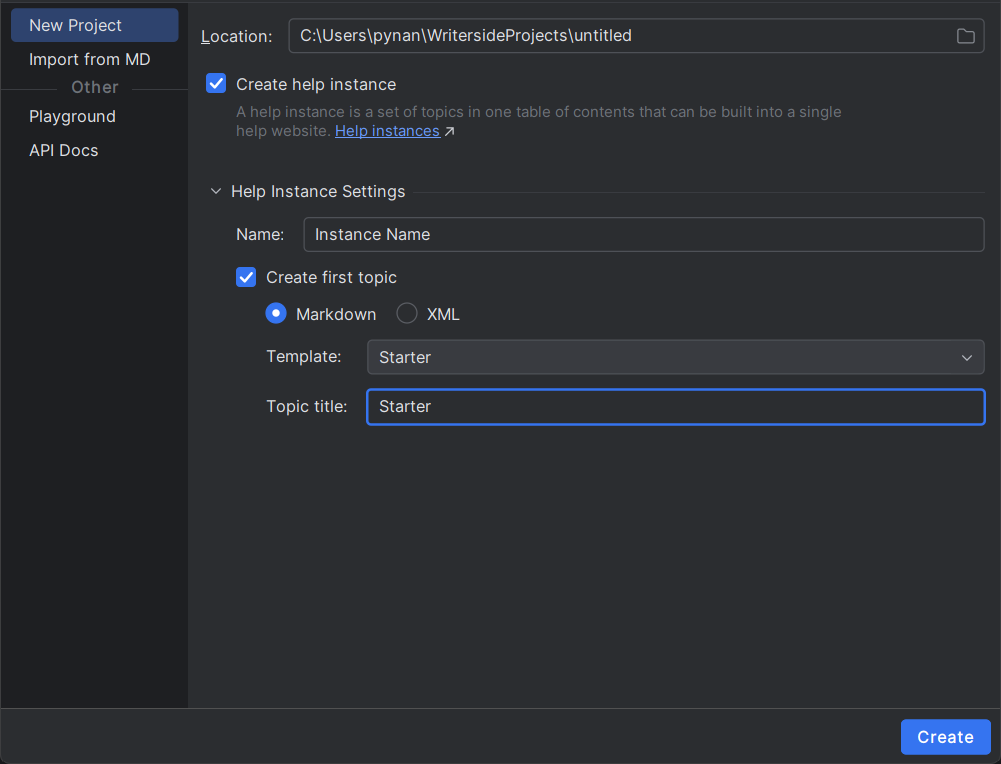 New Project
Import from MD
Other
Playground
API Docs
Location: C:\Users\pynan\WritersideProjects\untitled
Create help instance
A help instance is a set of topics in one table of contents that can be built into a single
help website. Help instances ↗
Help Instance Settings
Name: Instance Name
Create first topic
Markdown XML
Template: Starter
Topic title: Starter
Create